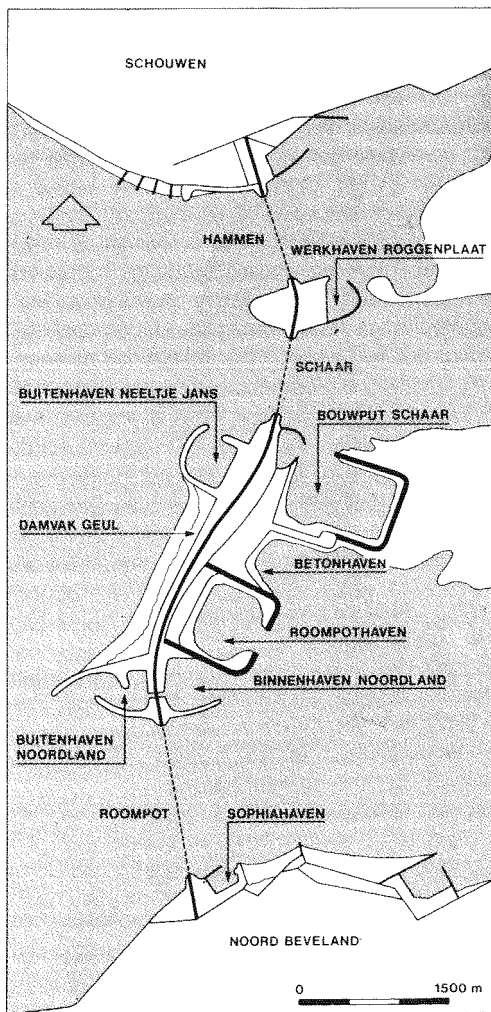 SCHOUWEN
HAMMEN
WERKHAVEN ROGGENPLAAT
SCHAAR
BUITENHAVEN NEELTJE JANS
BOUWPUT SCHAAR
DAMVAK GEUL
BETONHAVEN
ROOMPOTHAVEN
BINNENHAVEN NOORDLAND
BUITENHAVEN
NOORDLAND
ROOMPOT
SOPHIAHAVEN
NOORD BEVELAND
0 1500 m